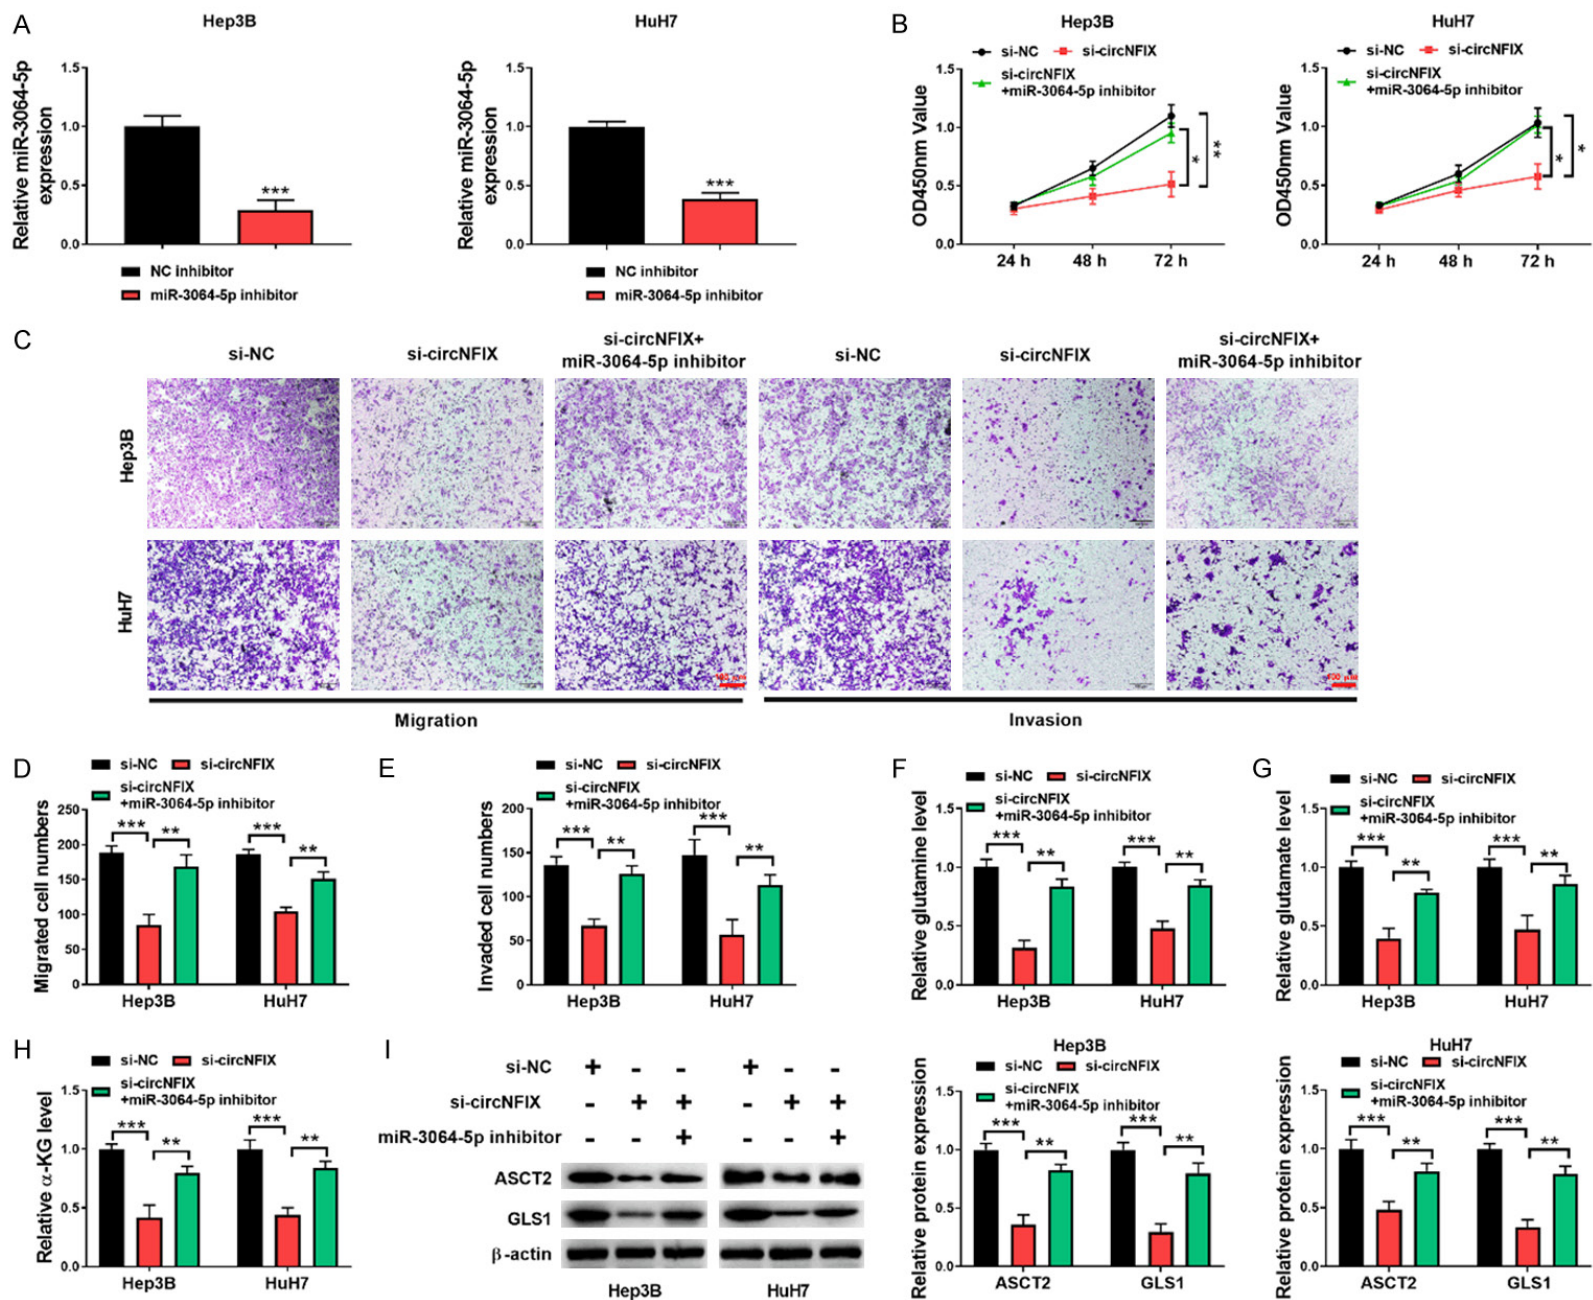 A
Hep3B
Relative miR-3064-5p
expression
1.5
1.0
0.5
0.0
***
NC inhibitor
miR-3064-5p inhibitor
HuH7
Relative miR-3064-5p
expression
1.5
1.0
0.5
0.0
***
NC inhibitor
miR-3064-5p inhibitor
B
Hep3B
si-NC si-circNFIX
si-circNFIX
+miR-3064-5p inhibitor
OD450nm Value
1.5
1.0
0.5
0.0
*
**
24 h 48 h 72 h
HuH7
si-NC si-circNFIX
si-circNFIX
+miR-3064-5p inhibitor
OD450nm Value
1.5
1.0
0.5
0.0
*
*
24 h 48 h 72 h
C
si-NC
si-circNFIX
si-circNFIX+
miR-3064-5p inhibitor
si-NC
si-circNFIX
si-circNFIX+
miR-3064-5p inhibitor
Hep3B
HuH7
100 μm
100 μm
Migration
Invasion
D
si-NC si-circNFIX
si-circNFIX
+miR-3064-5p inhibitor
Migrated cell numbers
250
200
150
100
50
0
*** ** *** **
Hep3B HuH7
E
si-NC si-circNFIX
si-circNFIX
+miR-3064-5p inhibitor
Invaded cell numbers
200
150
100
50
0
*** ** *** **
Hep3B HuH7
F
si-NC si-circNFIX
si-circNFIX
+miR-3064-5p inhibitor
Relative glutamine level
1.5
1.0
0.5
0.0
*** ** *** **
Hep3B HuH7
G
si-NC si-circNFIX
si-circNFIX
+miR-3064-5p inhibitor
Relative glutamate level
1.5
1.0
0.5
0.0
*** ** *** **
Hep3B HuH7
H
si-NC si-circNFIX
si-circNFIX
+miR-3064-5p inhibitor
Relative α-KG level
1.5
1.0
0.5
0.0
*** ** *** **
Hep3B HuH7
I
si-NC + - - + - -
si-circNFIX - + + - + +
miR-3064-5p inhibitor - - + - - +
ASCT2
GLS1
β-actin
Hep3B HuH7
Hep3B
si-NC si-circNFIX
si-circNFIX
+miR-3064-5p inhibitor
Relative protein expression
1.5
1.0
0.5
0.0
*** ** *** **
ASCT2 GLS1
HuH7
si-NC si-circNFIX
si-circNFIX
+miR-3064-5p inhibitor
Relative protein expression
1.5
1.0
0.5
0.0
*** ** *** **
ASCT2 GLS1